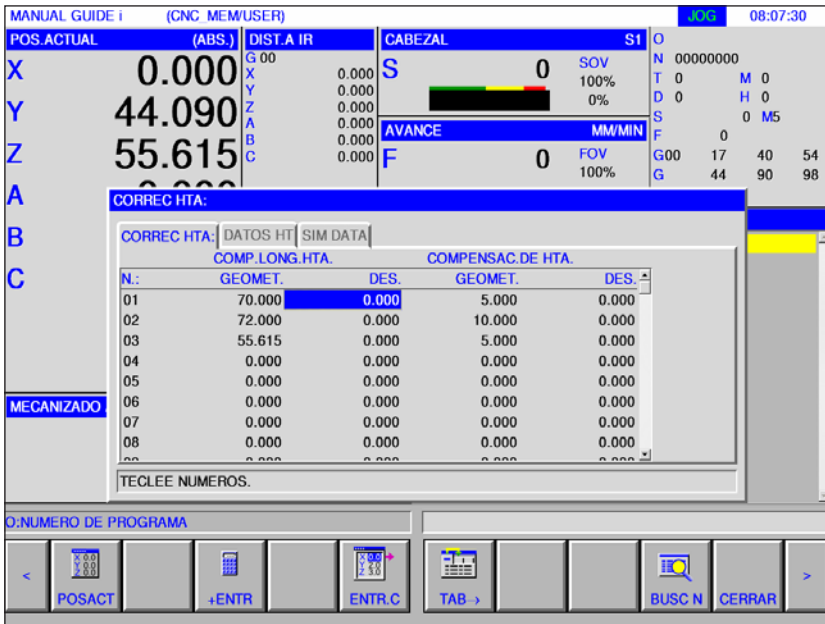 MANUAL GUIDE i (CNC_MEM/USER) JOG 08:07:30
POS.ACTUAL (ABS.) DIST.A IR CABEZAL S1 O
G 00 N 00000000
X 0.000 X 0.000 S 0 SOV 100% T 0 M 0
Y 0.000 0% D 0 H 0
Y 44.090 Z 0.000 S 0 M5
A 0.000 AVANCE MM/MIN F 0
Z 55.615 B 0.000 F 0 FOV G00 17 40 54
C 0.000 100% G 44 90 98
A
CORREC HTA:
B CORREC HTA: DATOS HT SIM DATA
COMP.LONG.HTA. COMPENSAC.DE HTA.
C N.: GEOMET. DES. GEOMET. DES.
01 70.000 0.000 5.000 0.000
02 72.000 0.000 10.000 0.000
03 55.615 0.000 5.000 0.000
04 0.000 0.000 0.000 0.000
05 0.000 0.000 0.000 0.000
06 0.000 0.000 0.000 0.000
MECANIZADO
07 0.000 0.000 0.000 0.000
08 0.000 0.000 0.000 0.000
TECLEE NUMEROS.
O:NUMERO DE PROGRAMA
< POSACT +ENTR ENTR.C TAB→ BUSC N CERRAR >